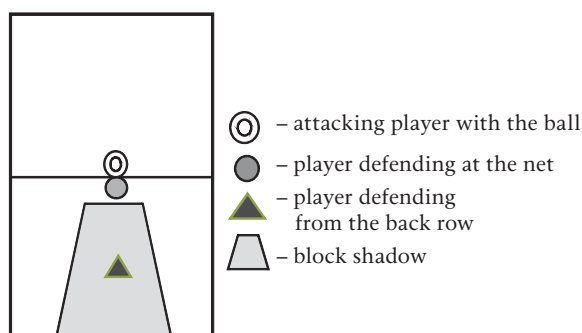 – attacking player with the ball
– player defending at the net
– player defending
from the back row
– block shadow